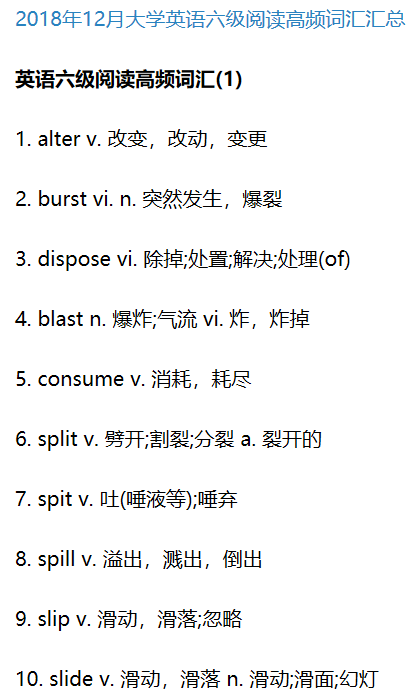 2018年12月大学英语六级阅读高频词汇汇总
英语六级阅读高频词汇(1)
1. alter v. 改变，改动，变更
2. burst vi. n. 突然发生，爆裂
3. dispose vi. 除掉;处置;解决;处理(of)
4. blast n. 爆炸;气流 vi. 炸，炸掉
5. consume v. 消耗，耗尽
6. split v. 劈开;割裂;分裂 a. 裂开的
7. spit v. 吐(唾液等);唾弃
8. spill v. 溢出，溅出，倒出
9. slip v. 滑动，滑落;忽略
10. slide v. 滑动，滑落 n. 滑动;滑面;幻灯